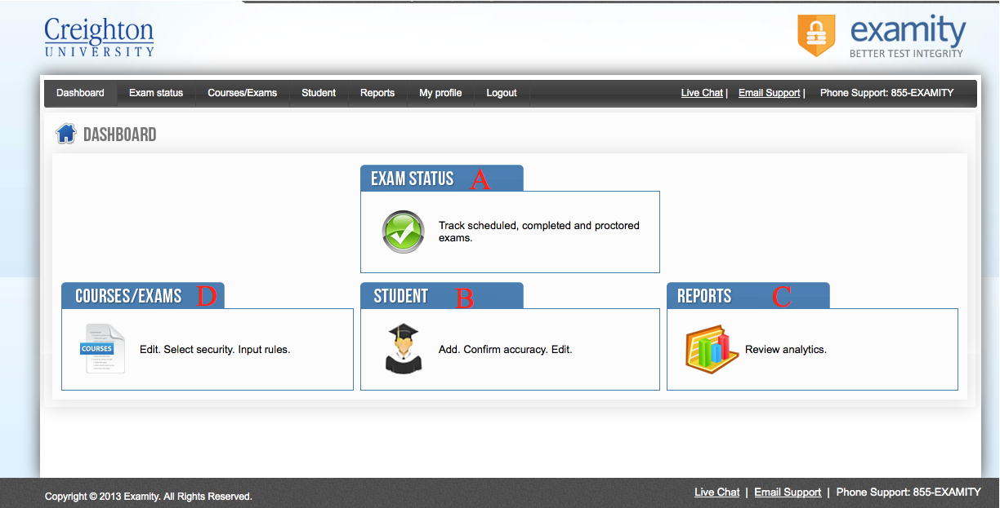 Creighton
UNIVERSITY
examity
BETTER TEST INTEGRITY
Dashboard Exam status Courses/Exams Student Reports My profile Logout Live Chat | Email Support | Phone Support: 855-EXAMITY
DASHBOARD
EXAM STATUS A
Track scheduled, completed and proctored
exams.
COURSES/EXAMS D
COURSES
Edit. Select security. Input rules.
STUDENT B
Add. Confirm accuracy. Edit.
REPORTS C
Review analytics.
Copyright © 2013 Examity. All Rights Reserved.
Live Chat | Email Support | Phone Support: 855-EXAMITY